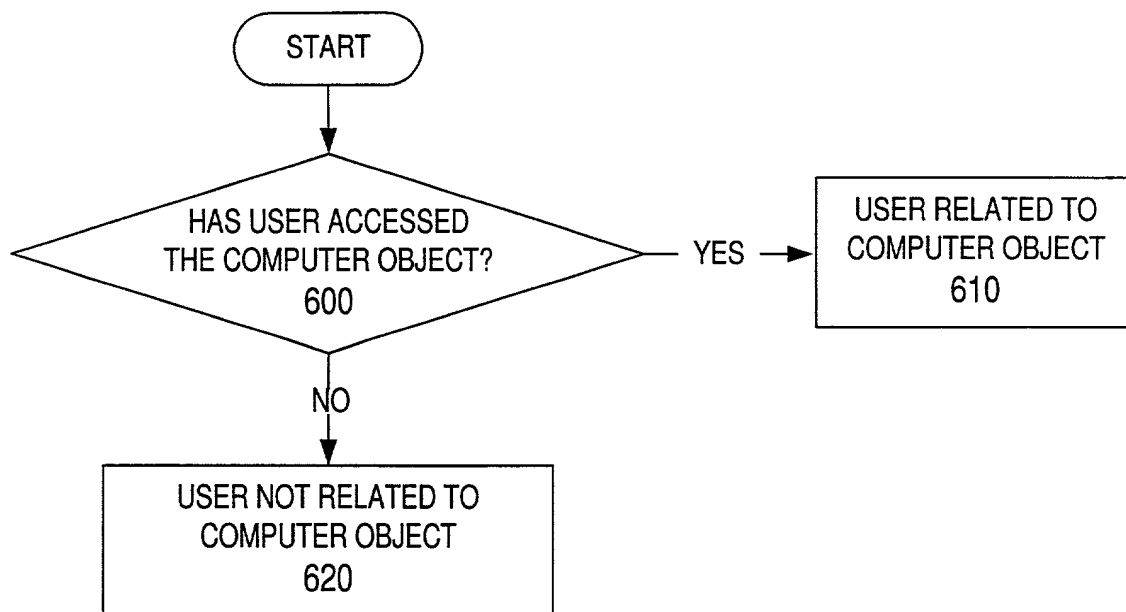 START
HAS USER ACCESSED
THE COMPUTER OBJECT?
600
YES
USER RELATED TO
COMPUTER OBJECT
610
NO
USER NOT RELATED TO
COMPUTER OBJECT
620